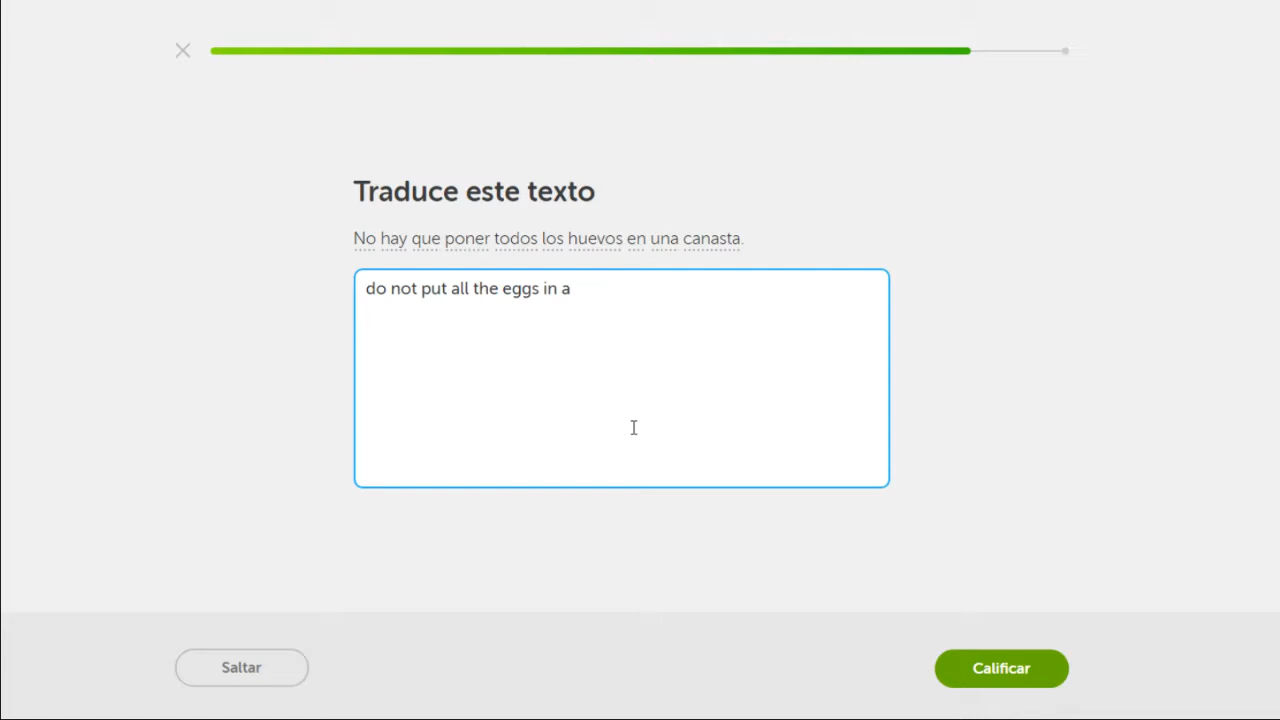 Traduce este texto
No hay que poner todos los huevos en una canasta.
do not put all the eggs in a
Saltar
Calificar